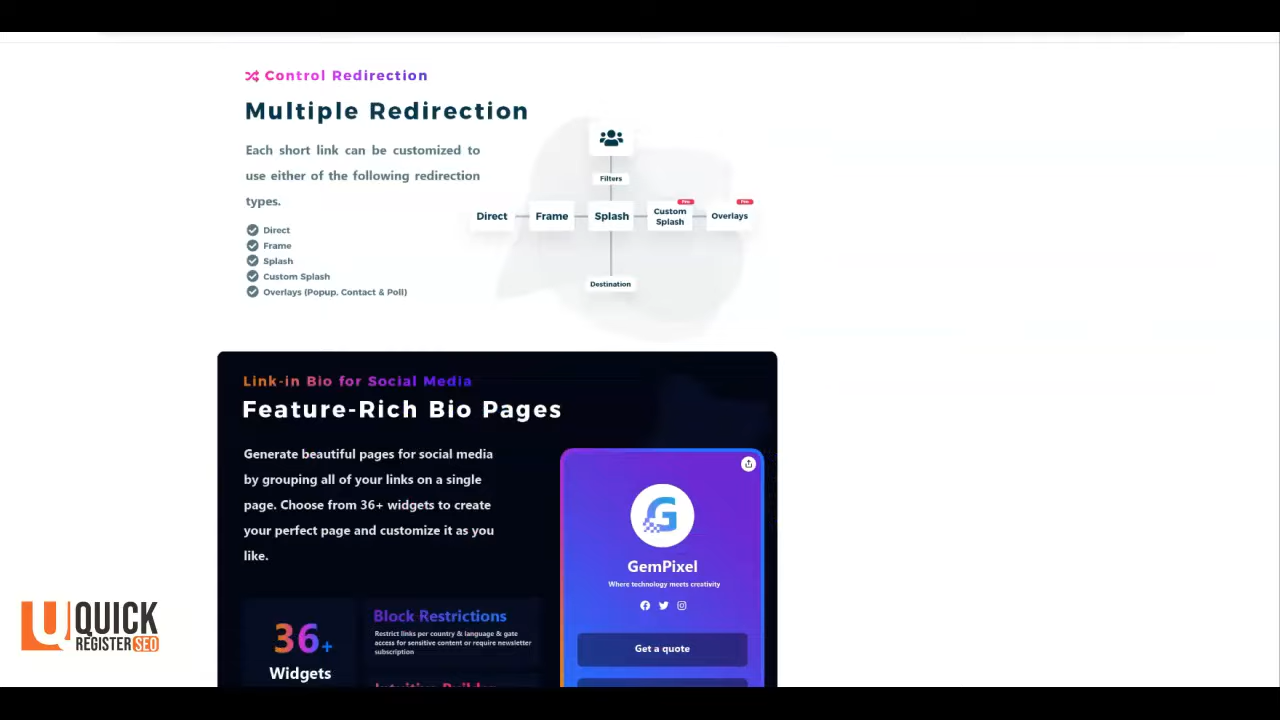 Control Redirection
Multiple Redirection
Each short link can be customized to
use either of the following redirection
types.
Direct
Frame
Splash
Custom Splash
Overlays (Popup, Contact & Poll)
Filters
Direct
Frame
Splash
Pro
Custom
Splash
Pro
Overlays
Destination
Link-in Bio for Social Media
Feature-Rich Bio Pages
Generate beautiful pages for social media
by grouping all of your links on a single
page. Choose from 36+ widgets to create
your perfect page and customize it as you
like.
36+
Widgets
Block Restrictions
Restrict links per country & language & gate
access for sensitive content or require newsletter
subscription
Intuitive Builder
G
GemPixel
Where technology meets creativity
Get a quote
U QUICK
REGISTER SEO